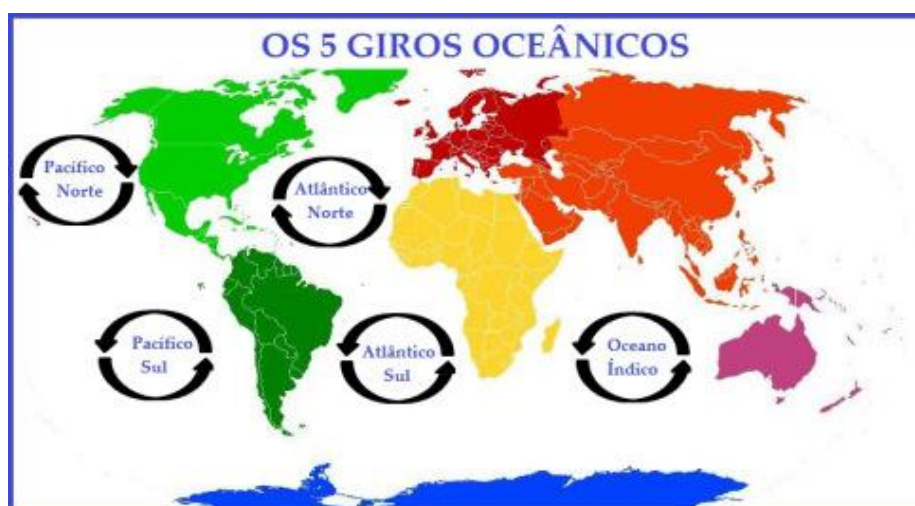 OS 5 GIROS OCEÂNICOS
Pacífico
Norte
Atlântico
Norte
Pacífico
Sul
Atlântico
Sul
Oceano
Índico